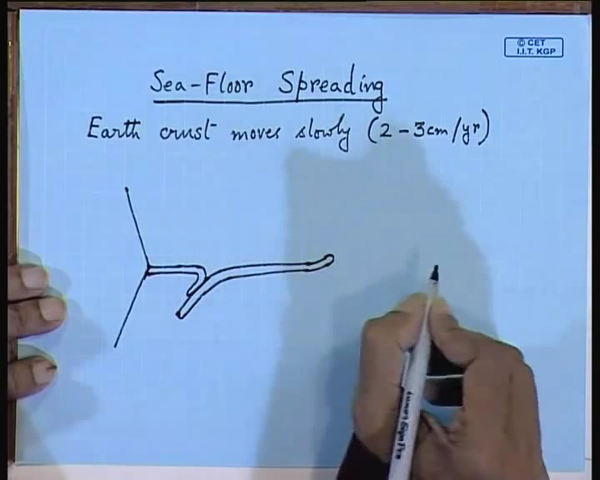 © CET
I.I.T. KGP
Sea-Floor Spreading
Earth crust moves slowly (2-3cm/yr)